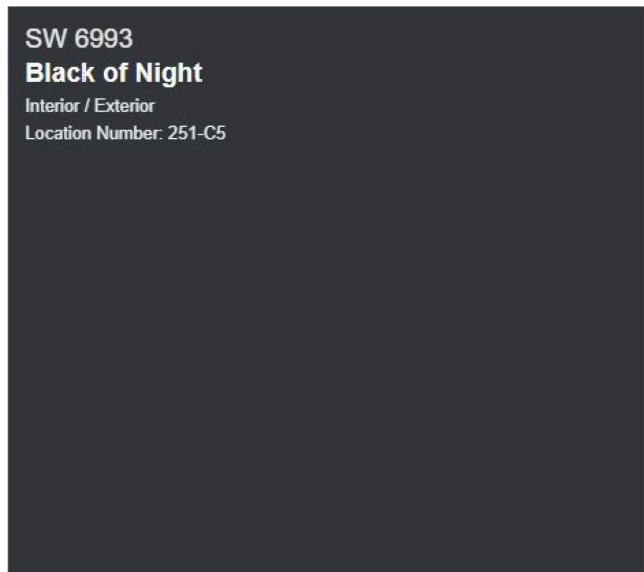 SW 6993
Black of Night
Interior / Exterior
Location Number: 251-C5